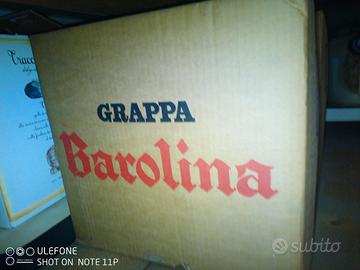 GRAPPA
Barolina
ULEFONE
SHOT ON NOTE 11P
subito